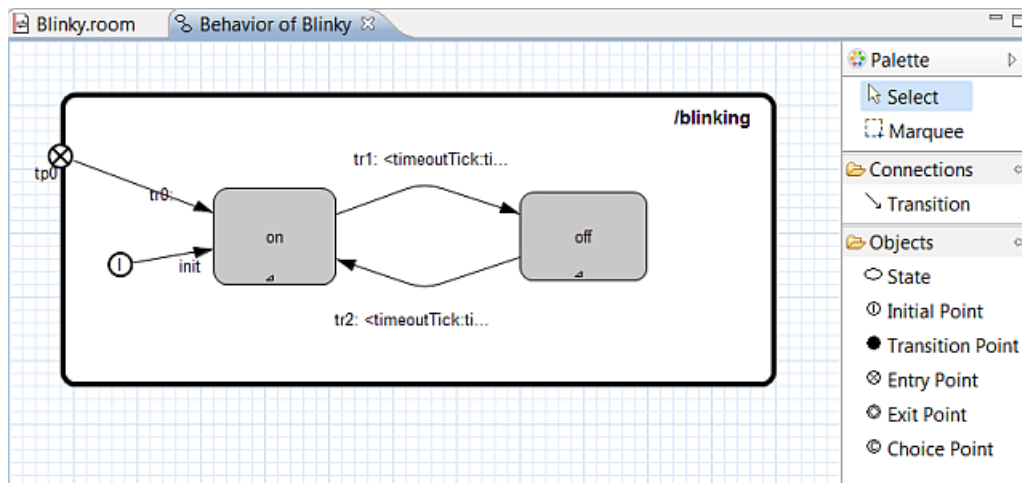 Blinky.room
Behavior of Blinky
Palette
Select
Marquee
Connections
Transition
Objects
State
Initial Point
Transition Point
Entry Point
Exit Point
Choice Point
/blinking
tp0
tr0:
init
on
off
tr1: <timeoutTick:ti...
tr2: <timeoutTick:ti...